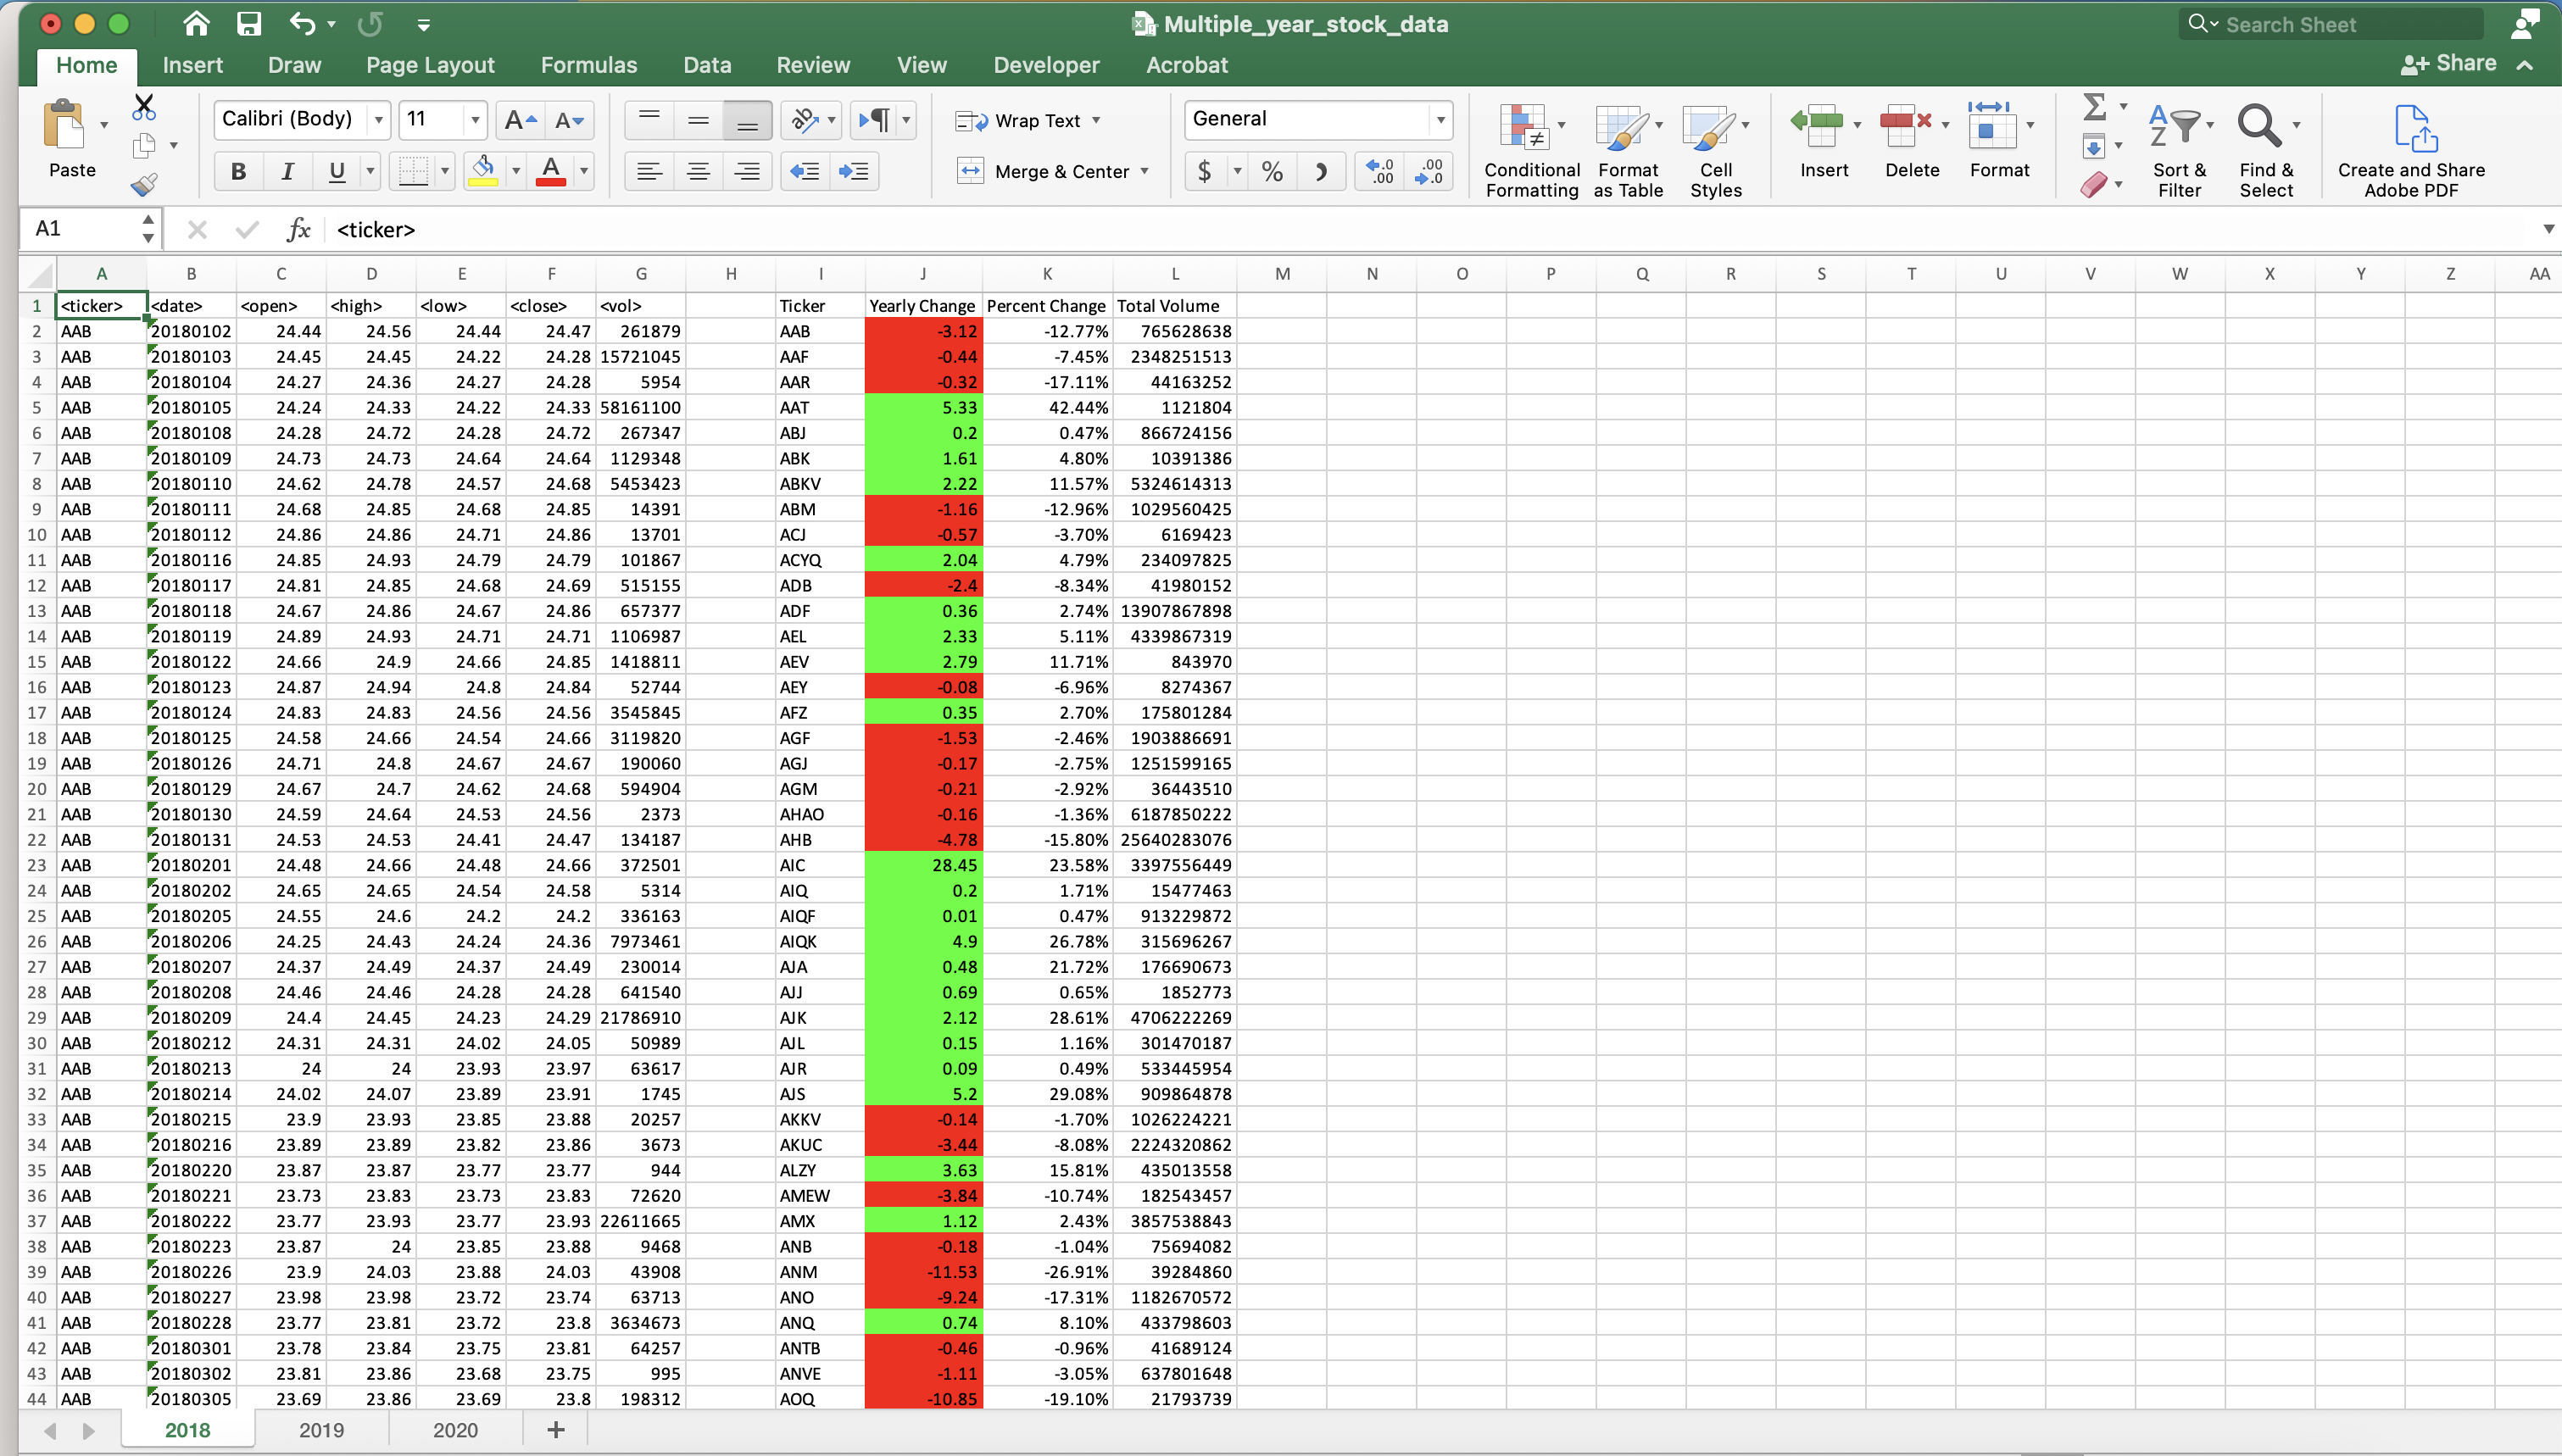 Multiple_year_stock_data
Search Sheet
Home Insert Draw Page Layout Formulas Data Review View Developer Acrobat
Share
Paste
Calibri (Body) 11 A A
B I U A
Wrap Text
Merge & Center
General
$ % )
.0 .00
.00 .0
Conditional Formatting
Format as Table
Cell Styles
Insert
Delete
Format
Sort & Filter
Find & Select
Create and Share Adobe PDF
A1 fx <ticker>
A B C D E F G H I J K L M N O P Q R S T U V W X Y Z AA
1 <ticker> <date> <open> <high> <low> <close> <vol> Ticker Yearly Change Percent Change Total Volume
2 AAB 20180102 24.44 24.56 24.44 24.47 261879 AAB -3.12 -12.77% 765628638
3 AAB 20180103 24.45 24.45 24.22 24.28 15721045 AAF -0.44 -7.45% 2348251513
4 AAB 20180104 24.27 24.36 24.27 24.28 5954 AAR -0.32 -17.11% 44163252
5 AAB 20180105 24.24 24.33 24.22 24.33 58161100 AAT 5.33 42.44% 1121804
6 AAB 20180108 24.28 24.72 24.28 24.72 267347 ABJ 0.2 0.47% 866724156
7 AAB 20180109 24.73 24.73 24.64 24.64 1129348 ABK 1.61 4.80% 10391386
8 AAB 20180110 24.62 24.78 24.57 24.68 5453423 ABKV 2.22 11.57% 5324614313
9 AAB 20180111 24.68 24.85 24.68 24.85 14391 ABM -1.16 -12.96% 1029560425
10 AAB 20180112 24.86 24.86 24.71 24.86 13701 ACJ -0.57 -3.70% 6169423
11 AAB 20180116 24.85 24.93 24.79 24.79 101867 ACYQ 2.04 4.79% 234097825
12 AAB 20180117 24.81 24.85 24.68 24.69 515155 ADB -2.4 -8.34% 41980152
13 AAB 20180118 24.67 24.86 24.67 24.86 657377 ADF 0.36 2.74% 13907867898
14 AAB 20180119 24.89 24.93 24.71 24.71 1106987 AEL 2.33 5.11% 4339867319
15 AAB 20180122 24.66 24.9 24.66 24.85 1418811 AEV 2.79 11.71% 843970
16 AAB 20180123 24.87 24.94 24.8 24.84 52744 AEY -0.08 -6.96% 8274367
17 AAB 20180124 24.83 24.83 24.56 24.56 3545845 AFZ 0.35 2.70% 175801284
18 AAB 20180125 24.58 24.66 24.54 24.66 3119820 AGF -1.53 -2.46% 1903886691
19 AAB 20180126 24.71 24.8 24.67 24.67 190060 AGJ -0.17 -2.75% 1251599165
20 AAB 20180129 24.67 24.7 24.62 24.68 594904 AGM -0.21 -2.92% 36443510
21 AAB 20180130 24.59 24.64 24.53 24.56 2373 AHAO -0.16 -1.36% 6187850222
22 AAB 20180131 24.53 24.53 24.41 24.47 134187 AHB -4.78 -15.80% 25640283076
23 AAB 20180201 24.48 24.66 24.48 24.66 372501 AIC 28.45 23.58% 3397556449
24 AAB 20180202 24.65 24.65 24.54 24.58 5314 AIQ 0.2 1.71% 15477463
25 AAB 20180205 24.55 24.6 24.2 24.2 336163 AIQF 0.01 0.47% 913229872
26 AAB 20180206 24.25 24.43 24.24 24.36 7973461 AIQK 4.9 26.78% 315696267
27 AAB 20180207 24.37 24.49 24.37 24.49 230014 AJA 0.48 21.72% 176690673
28 AAB 20180208 24.46 24.46 24.28 24.28 641540 AJJ 0.69 0.65% 1852773
29 AAB 20180209 24.4 24.45 24.23 24.29 21786910 AJK 2.12 28.61% 4706222269
30 AAB 20180212 24.31 24.31 24.02 24.05 50989 AJL 0.15 1.16% 301470187
31 AAB 20180213 24 24 23.93 23.97 63617 AJR 0.09 0.49% 533445954
32 AAB 20180214 24.02 24.07 23.89 23.91 1745 AJS 5.2 29.08% 909864878
33 AAB 20180215 23.9 23.93 23.85 23.88 20257 AKKV -0.14 -1.70% 1026224221
34 AAB 20180216 23.89 23.89 23.82 23.86 3673 AKUC -3.44 -8.08% 2224320862
35 AAB 20180220 23.87 23.87 23.77 23.77 944 ALZY 3.63 15.81% 435013558
36 AAB 20180221 23.73 23.83 23.73 23.83 72620 AMEW -3.84 -10.74% 182543457
37 AAB 20180222 23.77 23.93 23.77 23.93 22611665 AMX 1.12 2.43% 3857538843
38 AAB 20180223 23.87 24 23.85 23.88 9468 ANB -0.18 -1.04% 75694082
39 AAB 20180226 23.9 24.03 23.88 24.03 43908 ANM -11.53 -26.91% 39284860
40 AAB 20180227 23.98 23.98 23.72 23.74 63713 ANO -9.24 -17.31% 1182670572
41 AAB 20180228 23.77 23.81 23.72 23.8 3634673 ANQ 0.74 8.10% 433798603
42 AAB 20180301 23.78 23.84 23.75 23.81 64257 ANTB -0.46 -0.96% 41689124
43 AAB 20180302 23.81 23.86 23.68 23.75 995 ANVE -1.11 -3.05% 637801648
44 AAB 20180305 23.69 23.86 23.69 23.8 198312 AOQ -10.85 -19.10% 21793739
2018 2019 2020 +